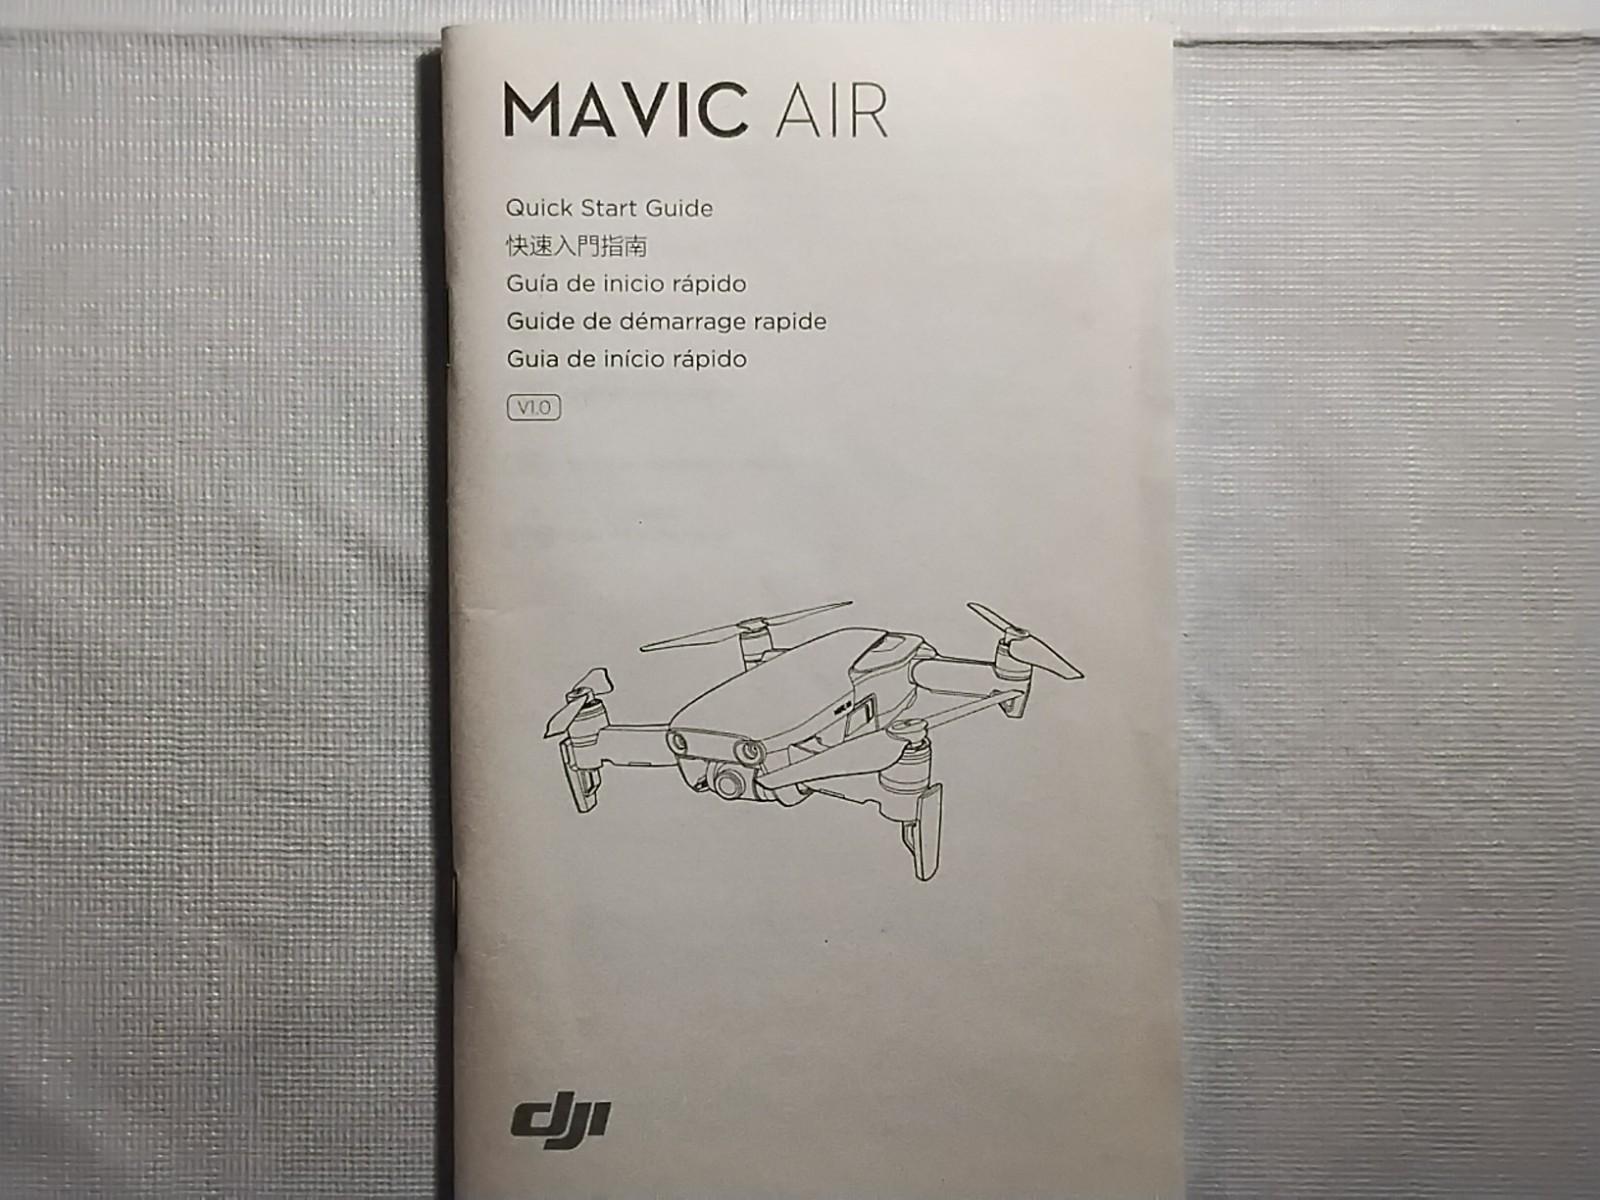 MAVIC AIR
Quick Start Guide
快速入門指南
Guía de inicio rápido
Guide de démarrage rapide
Guia de início rápido
V1.0
dji